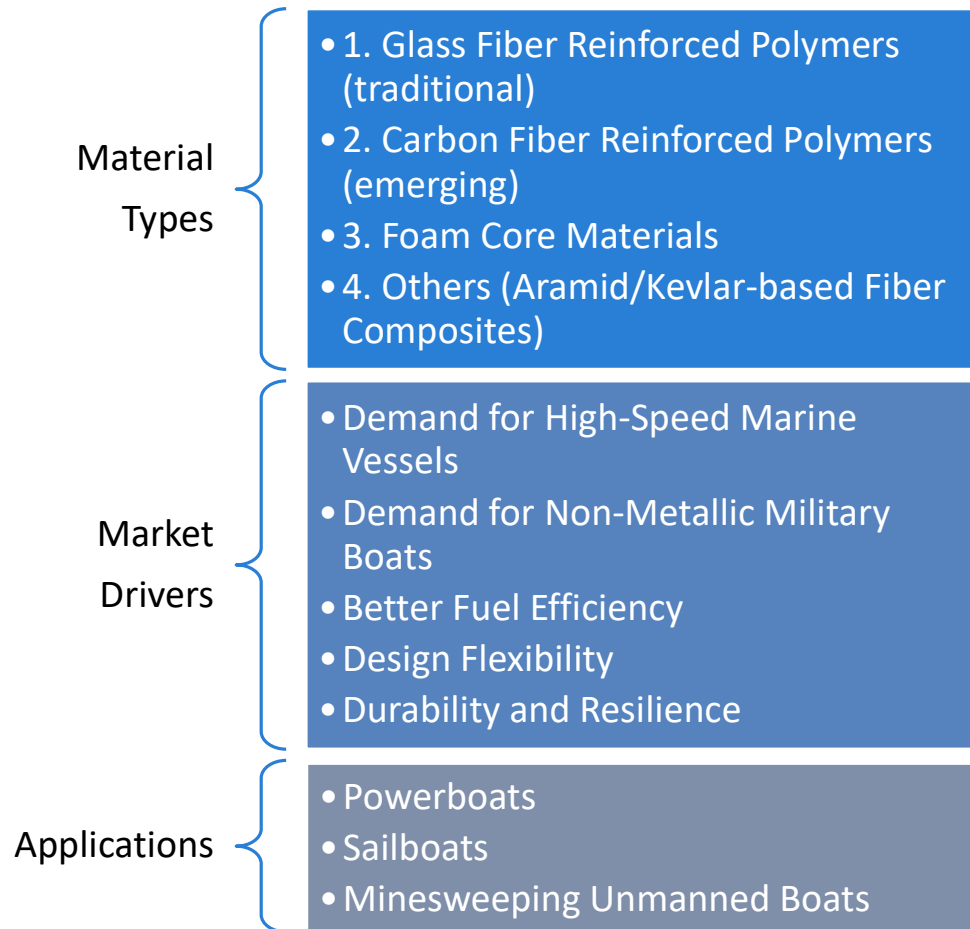 Material
Types
• 1. Glass Fiber Reinforced Polymers
(traditional)
• 2. Carbon Fiber Reinforced Polymers
(emerging)
• 3. Foam Core Materials
• 4. Others (Aramid/Kevlar-based Fiber
Composites)
Market
Drivers
• Demand for High-Speed Marine
Vessels
• Demand for Non-Metallic Military
Boats
• Better Fuel Efficiency
• Design Flexibility
• Durability and Resilience
Applications
• Powerboats
• Sailboats
• Minesweeping Unmanned Boats